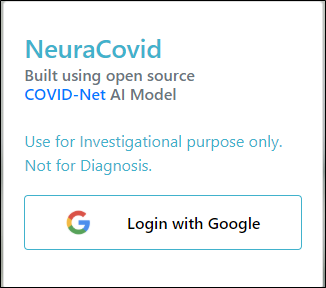 NeuraCovid
Built using open source
COVID-Net AI Model
Use for Investigational purpose only.
Not for Diagnosis.
Login with Google